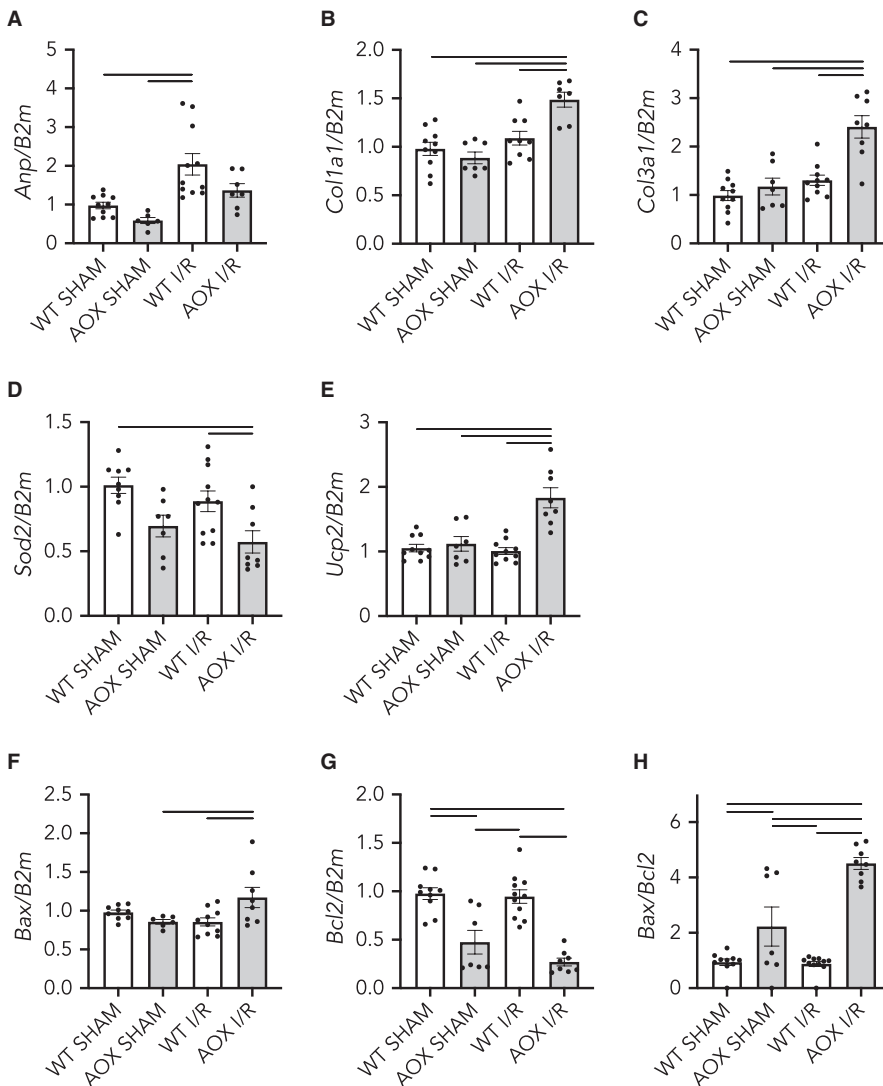 A
Anp/B2m
5
4
3
2
1
0
WT SHAM
AOX SHAM
WT I/R
AOX I/R
B
Col1a1/B2m
2.0
1.5
1.0
0.5
0.0
WT SHAM
AOX SHAM
WT I/R
AOX I/R
C
Col3a1/B2m
4
3
2
1
0
WT SHAM
AOX SHAM
WT I/R
AOX I/R
D
Sod2/B2m
1.5
1.0
0.5
0.0
WT SHAM
AOX SHAM
WT I/R
AOX I/R
E
Ucp2/B2m
3
2
1
0
WT SHAM
AOX SHAM
WT I/R
AOX I/R
F
Bax/B2m
2.5
2.0
1.5
1.0
0.5
0.0
WT SHAM
AOX SHAM
WT I/R
AOX I/R
G
Bcl2/B2m
2.0
1.5
1.0
0.5
0.0
WT SHAM
AOX SHAM
WT I/R
AOX I/R
H
Bax/Bcl2
6
4
2
0
WT SHAM
AOX SHAM
WT I/R
AOX I/R